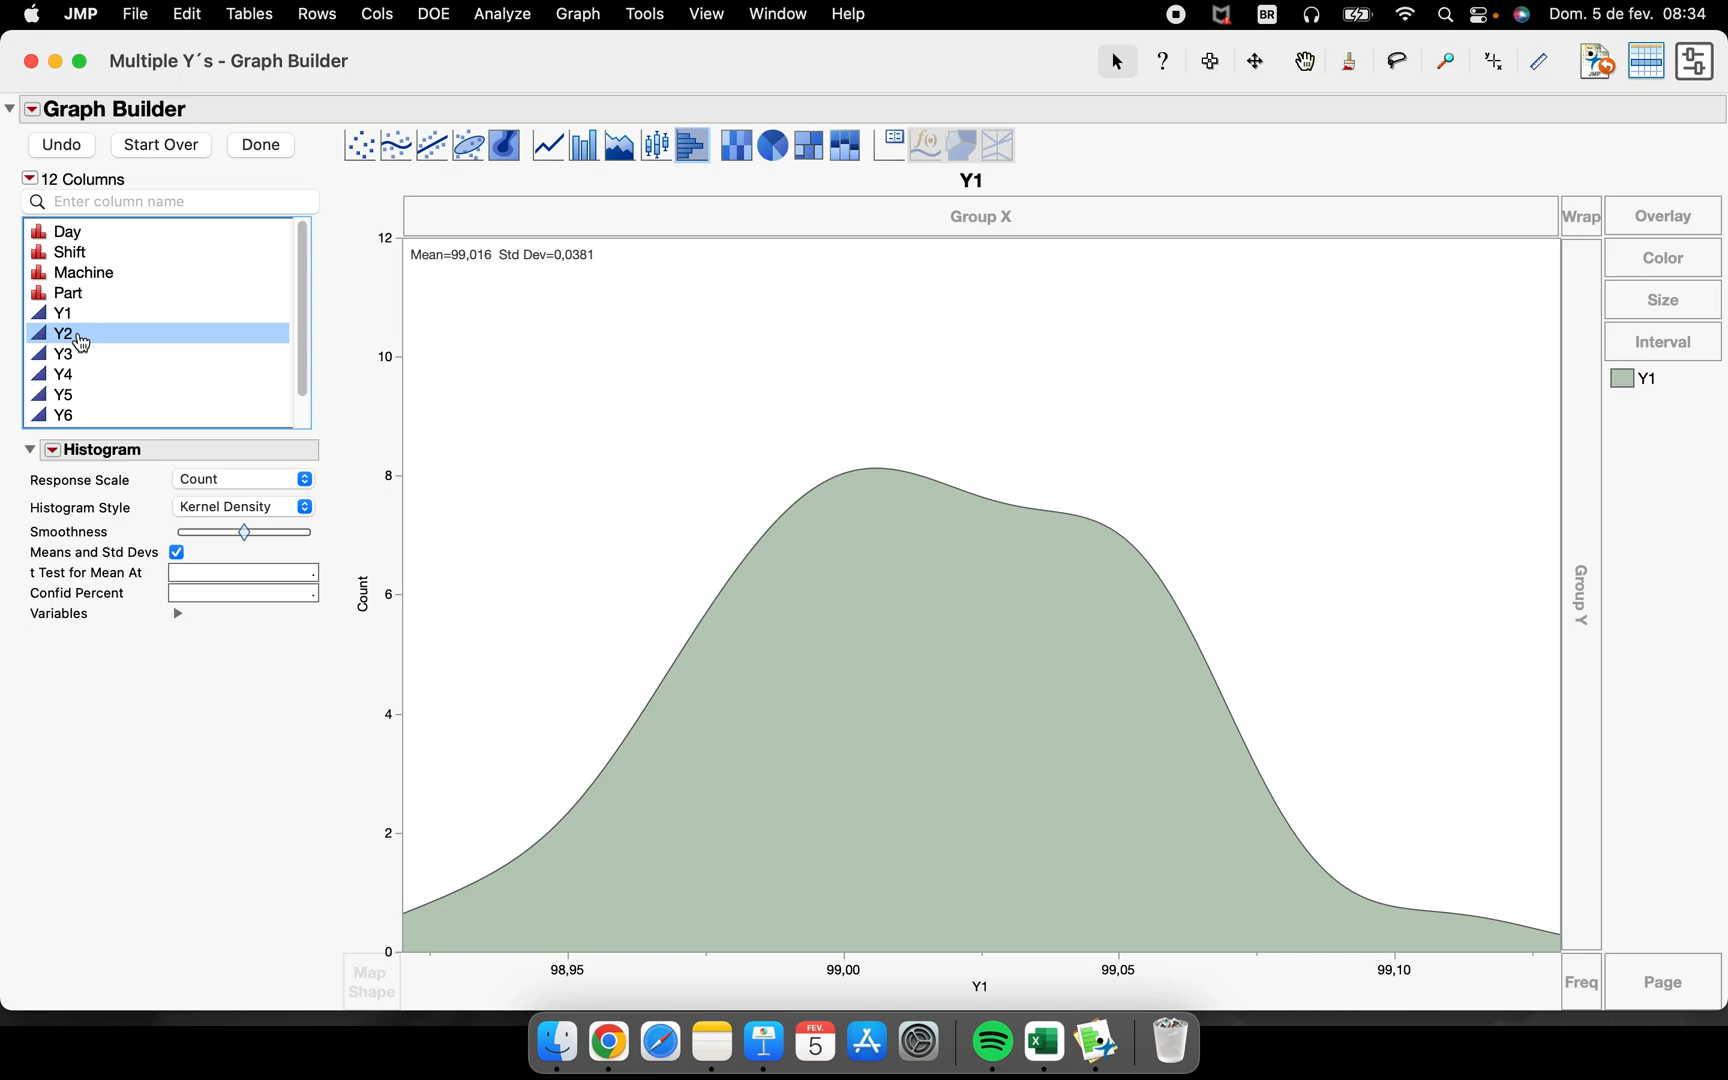 JMP File Edit Tables Rows Cols DOE Analyze Graph Tools View Window Help BR Dom. 5 de fev. 08:34
Multiple Y´s - Graph Builder
Graph Builder
Undo Start Over Done
12 Columns
Enter column name
Day
Shift
Machine
Part
Y1
Y2
Y3
Y4
Y5
Y6
Histogram
Response Scale Count
Histogram Style Kernel Density
Smoothness
Means and Std Devs
t Test for Mean At .
Confid Percent .
Variables
Y1
Group X
Wrap
Overlay
Color
Size
Interval
Y1
Mean=99,016 Std Dev=0,0381
12
10
8
6
4
2
0
Count
Group Y
98,95 99,00 99,05 99,10
Y1
Map
Shape
Freq
Page
FEV.
5